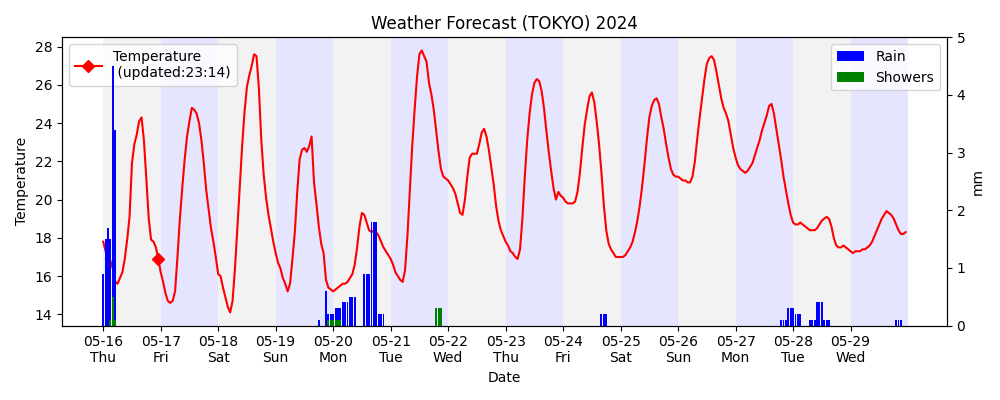 Weather Forecast (TOKYO) 2024
Temperature
(updated:23:14)
Rain
Showers
28
26
24
22
20
18
16
14
Temperature
5
4
3
2
1
0
mm
05-16 05-17 05-18 05-19 05-20 05-21 05-22 05-23 05-24 05-25 05-26 05-27 05-28 05-29
Thu Fri Sat Sun Mon Tue Wed Thu Fri Sat Sun Mon Tue Wed
Date